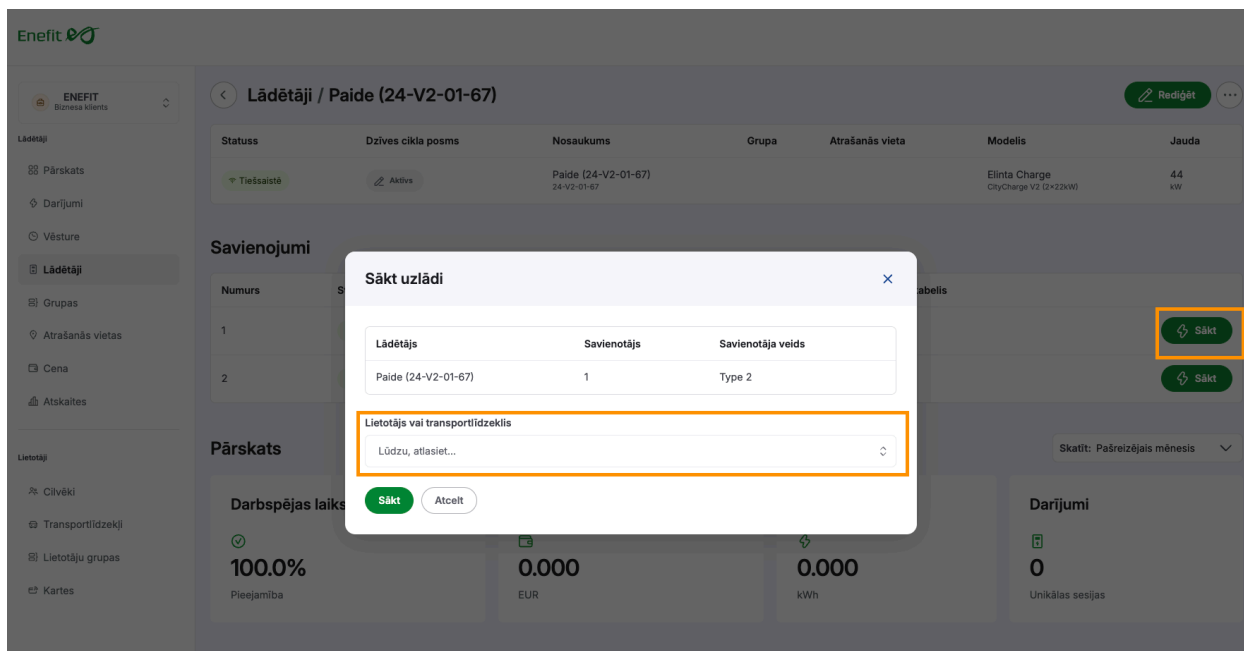 Enefit
ENEFIT
Biznesa klients
Lādētāji / Paide (24-V2-01-67)
Rediģēt
Lādētāji
Pārskats
Darījumi
Vēsture
Lādētāji
Grupas
Atrašanās vietas
Cena
Atskaites
Lietotāji
Cilvēki
Transportlīdzekļi
Lietotāju grupas
Kartes
Statuss Dzīves cikla posms Nosaukums Grupa Atrašanās vieta Modelis Jauda
Tiešsaistē Aktīvs Paide (24-V2-01-67) Elinta Charge 44
24-V2-01-67 CityCharge V2 (2×22kW) kW
Savienojumi
Numurs
1 Sākt
2 Sākt
Sākt uzlādi
Lādētājs Savienotājs Savienotāja veids
Paide (24-V2-01-67) 1 Type 2
Lietotājs vai transportlīdzeklis
Lūdzu, atlasiet...
Sākt Atcelt
Pārskats Skatīt: Pašreizējais mēnesis
Darbspējas laiks Darījumi
100.0% 0.000 0.000 0
Pieejamība EUR kWh Unikālas sesijas